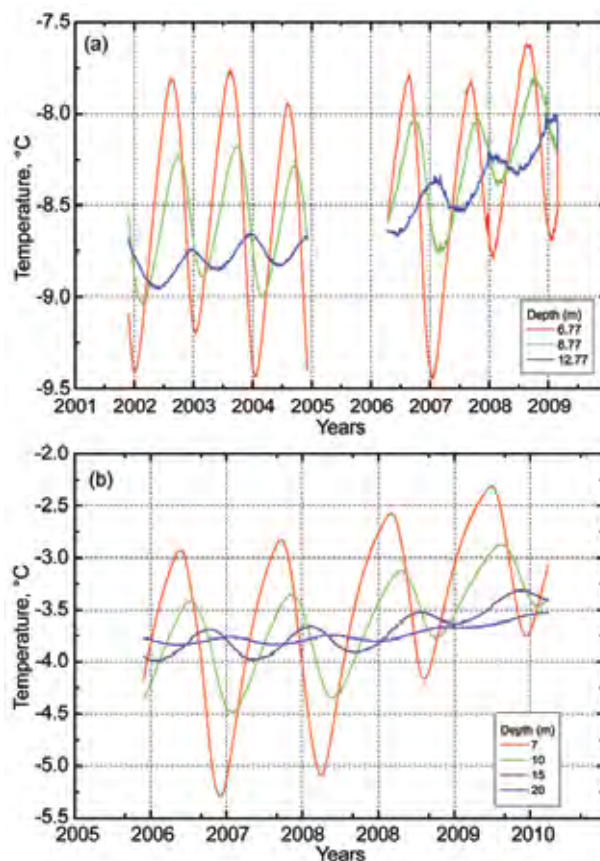 (a)
-7.5
-8.0
-8.5
-9.0
-9.5
Temperature, °C
Depth (m)
6.77
8.77
12.77
2001 2002 2003 2004 2005 2006 2007 2008 2009
Years
(b)
-2.0
-2.5
-3.0
-3.5
-4.0
-4.5
-5.0
-5.5
Temperature, °C
Depth (m)
7
10
15
20
2005 2006 2007 2008 2008 2009 2010
Years